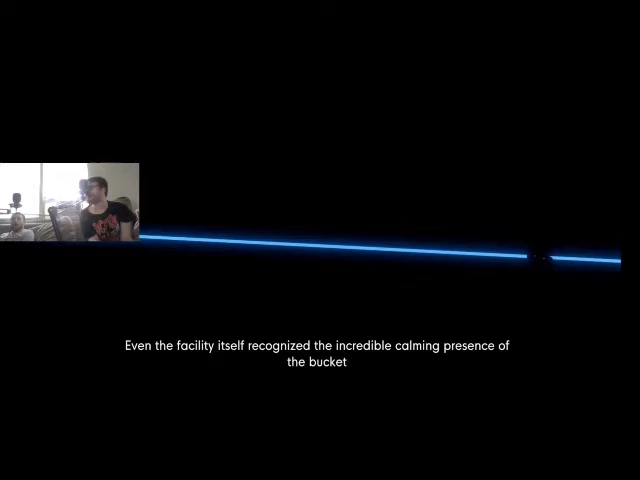 Even the facility itself recognized the incredible calming presence of
the bucket